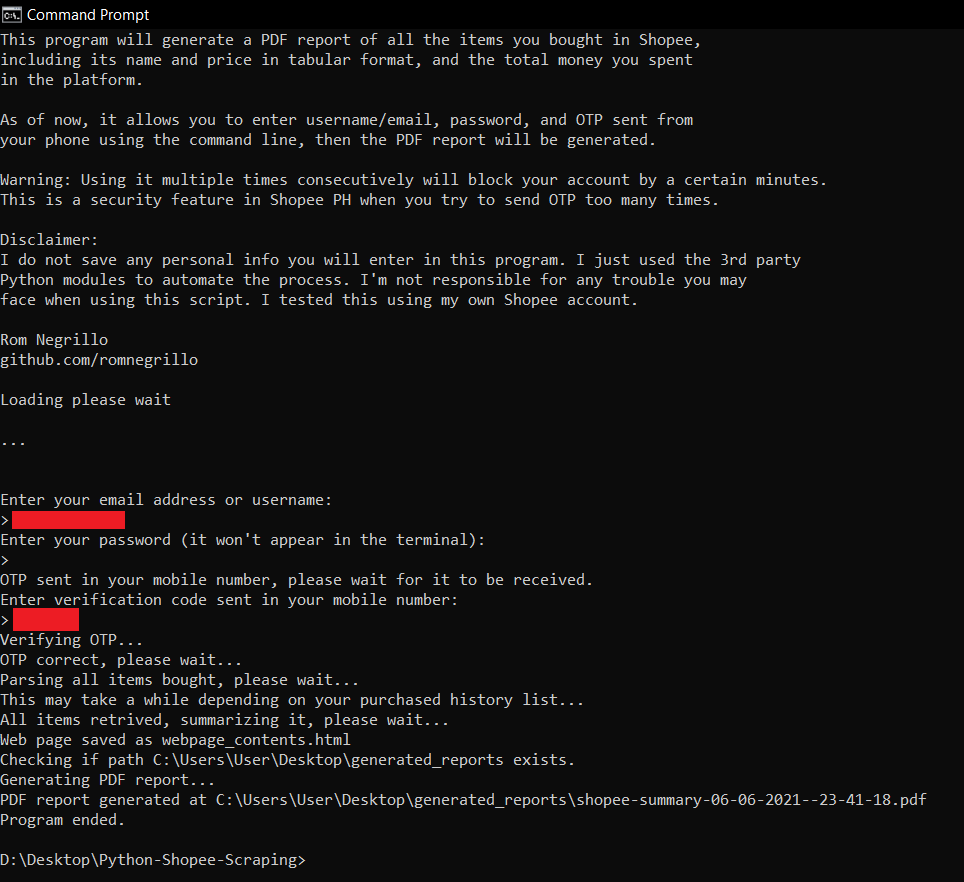 Command Prompt
This program will generate a PDF report of all the items you bought in Shopee,
including its name and price in tabular format, and the total money you spent
in the platform.
As of now, it allows you to enter username/email, password, and OTP sent from
your phone using the command line, then the PDF report will be generated.
Warning: Using it multiple times consecutively will block your account by a certain minutes.
This is a security feature in Shopee PH when you try to send OTP too many times.
Disclaimer:
I do not save any personal info you will enter in this program. I just used the 3rd party
Python modules to automate the process. I'm not responsible for any trouble you may
face when using this script. I tested this using my own Shopee account.
Rom Negrillo
github.com/romnegrillo
Loading please wait
...
Enter your email address or username:
>
Enter your password (it won't appear in the terminal):
>
OTP sent in your mobile number, please wait for it to be received.
Enter verification code sent in your mobile number:
>
Verifying OTP...
OTP correct, please wait...
Parsing all items bought, please wait...
This may take a while depending on your purchased history list...
All items retrived, summarizing it, please wait...
Web page saved as webpage_contents.html
Checking if path C:\Users\User\Desktop\generated_reports exists.
Generating PDF report...
PDF report generated at C:\Users\User\Desktop\generated_reports\shopee-summary-06-06-2021--23-41-18.pdf
Program ended.
D:\Desktop\Python-Shopee-Scraping>